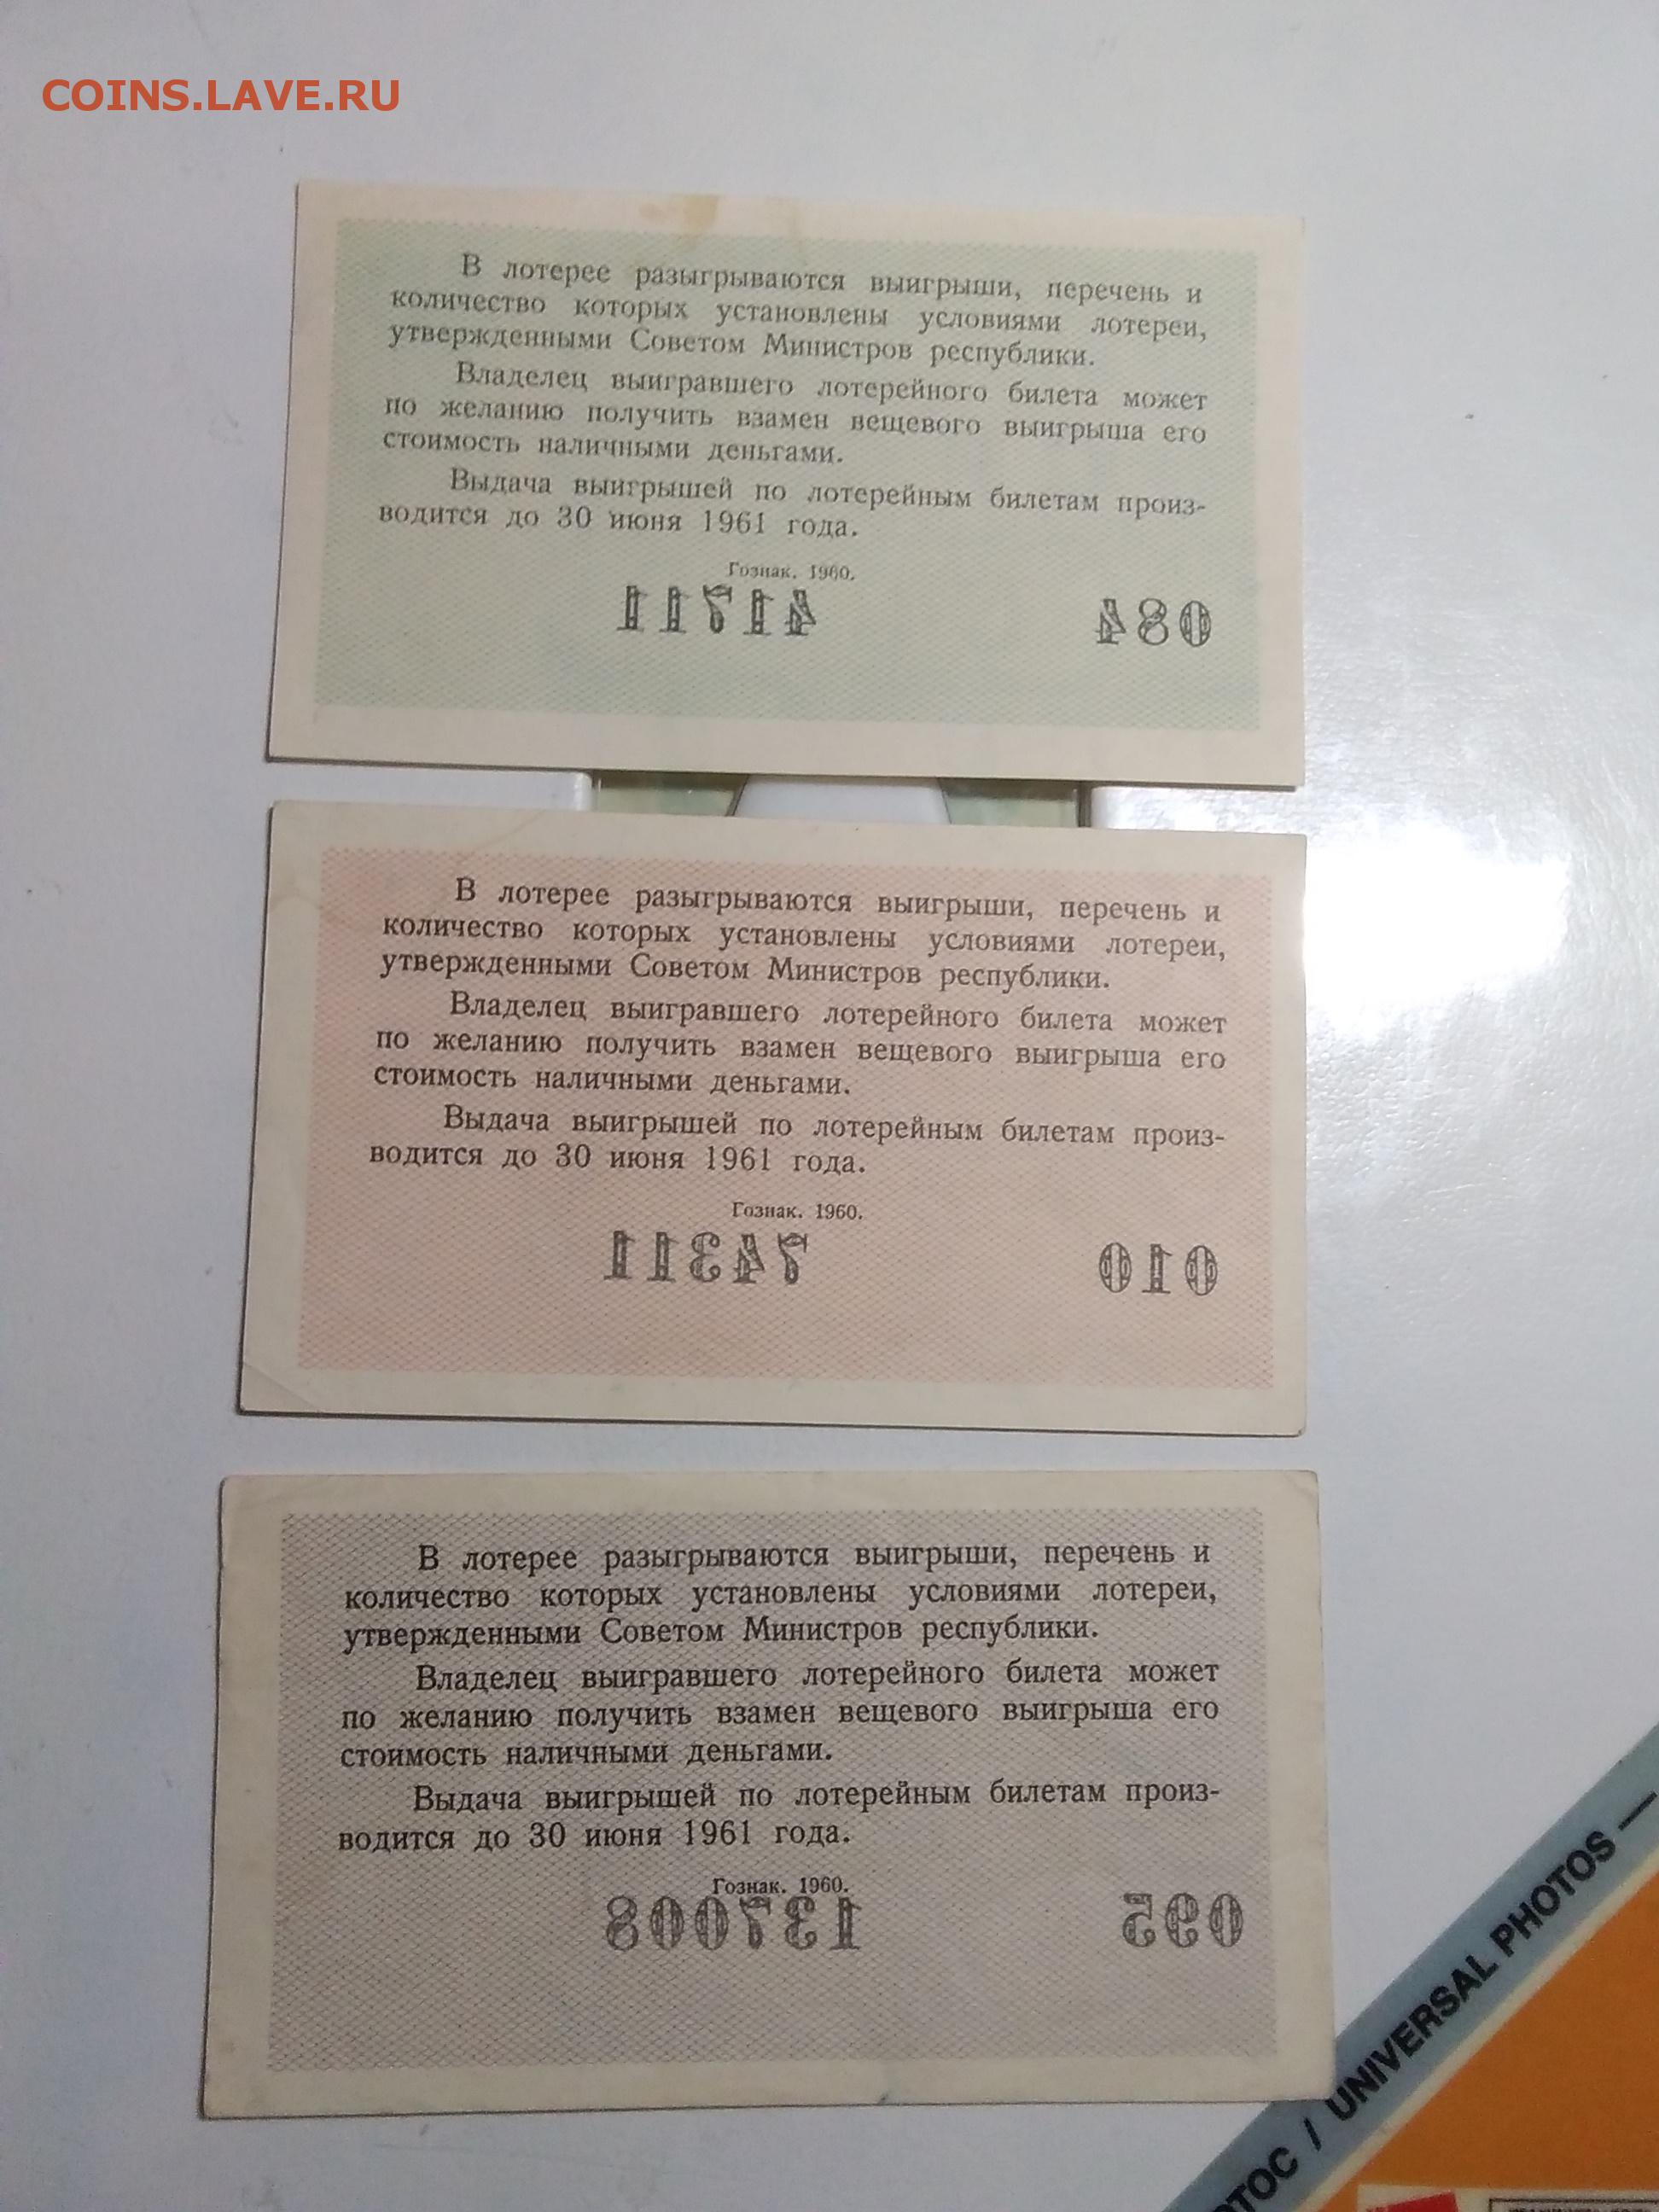 COINS.LAVE.RU
В лотерее разыгрываются выигрыши, перечень и
количество которых установлены условиями лотереи,
утвержденными Советом Министров республики.
Владелец выигравшего лотерейного билета может
по желанию получить взамен вещевого выигрыша его
стоимость наличными деньгами.
Выдача выигрышей по лотерейным билетам произ-
водится до 30 июня 1961 года.
Гознак. 1960.
41711 084
В лотерее разыгрываются выигрыши, перечень и
количество которых установлены условиями лотереи,
утвержденными Советом Министров республики.
Владелец выигравшего лотерейного билета может
по желанию получить взамен вещевого выигрыша его
стоимость наличными деньгами.
Выдача выигрышей по лотерейным билетам произ-
водится до 30 июня 1961 года.
Гознак. 1960.
74311 010
В лотерее разыгрываются выигрыши, перечень и
количество которых установлены условиями лотереи,
утвержденными Советом Министров республики.
Владелец выигравшего лотерейного билета может
по желанию получить взамен вещевого выигрыша его
стоимость наличными деньгами.
Выдача выигрышей по лотерейным билетам произ-
водится до 30 июня 1961 года.
Гознак. 1960.
137008 095
/ UNIVERSAL PHOTOS —